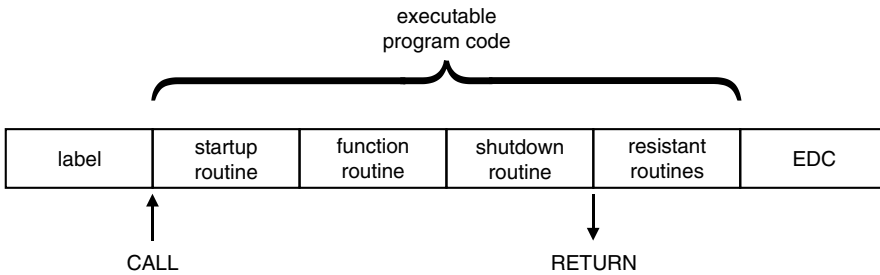 executable
program code
label
startup
routine
function
routine
shutdown
routine
resistant
routines
EDC
CALL
RETURN